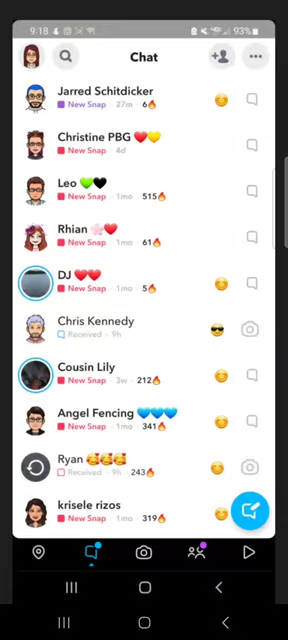 9:18 93%
Chat
Jarred Schitdicker
New Snap · 27m · 6🔥
Christine PBG ❤️💛
New Snap · 4d
Leo 💚🖤
New Snap · 1mo · 515🔥
Rhian 🌸❤️
New Snap · 1mo · 61🔥
DJ ❤️❤️
New Snap · 1mo · 5🔥
Chris Kennedy
Received · 9h
Cousin Lily
New Snap · 3w · 212🔥
Angel Fencing 💙💙💙
New Snap · 1mo · 341🔥
Ryan 🥰🥰🥰
Received · 9h · 243🔥
krisele rizos
New Snap · 1mo · 319🔥